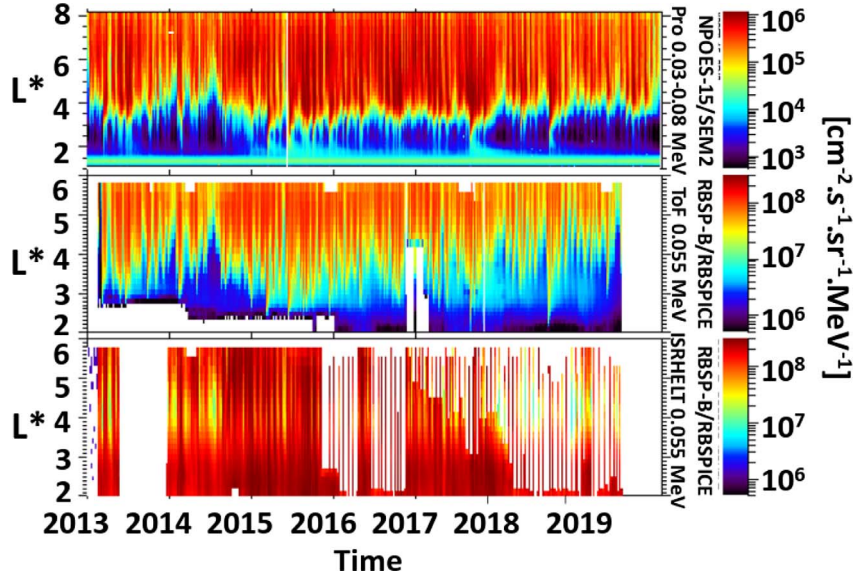 8
6
4
2
L*
Pro 0.03-0.08 MeV
NPOES-15/SEM2
10⁶
10⁵
10⁴
10³
6
5
4
3
2
L*
ToF 0.055 MeV
RBSP-B/RBSPICE
10⁸
10⁷
10⁶
6
5
4
3
2
L*
ISRHELT 0.055 MeV
RBSP-B/RBSPICE
10⁸
10⁷
10⁶
[cm⁻².s⁻¹.sr⁻¹.MeV⁻¹]
2013 2014 2015 2016 2017 2018 2019
Time